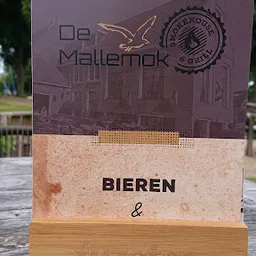 De
Mallemok
SMOKEHOUSE
& GRILL
BIEREN
&